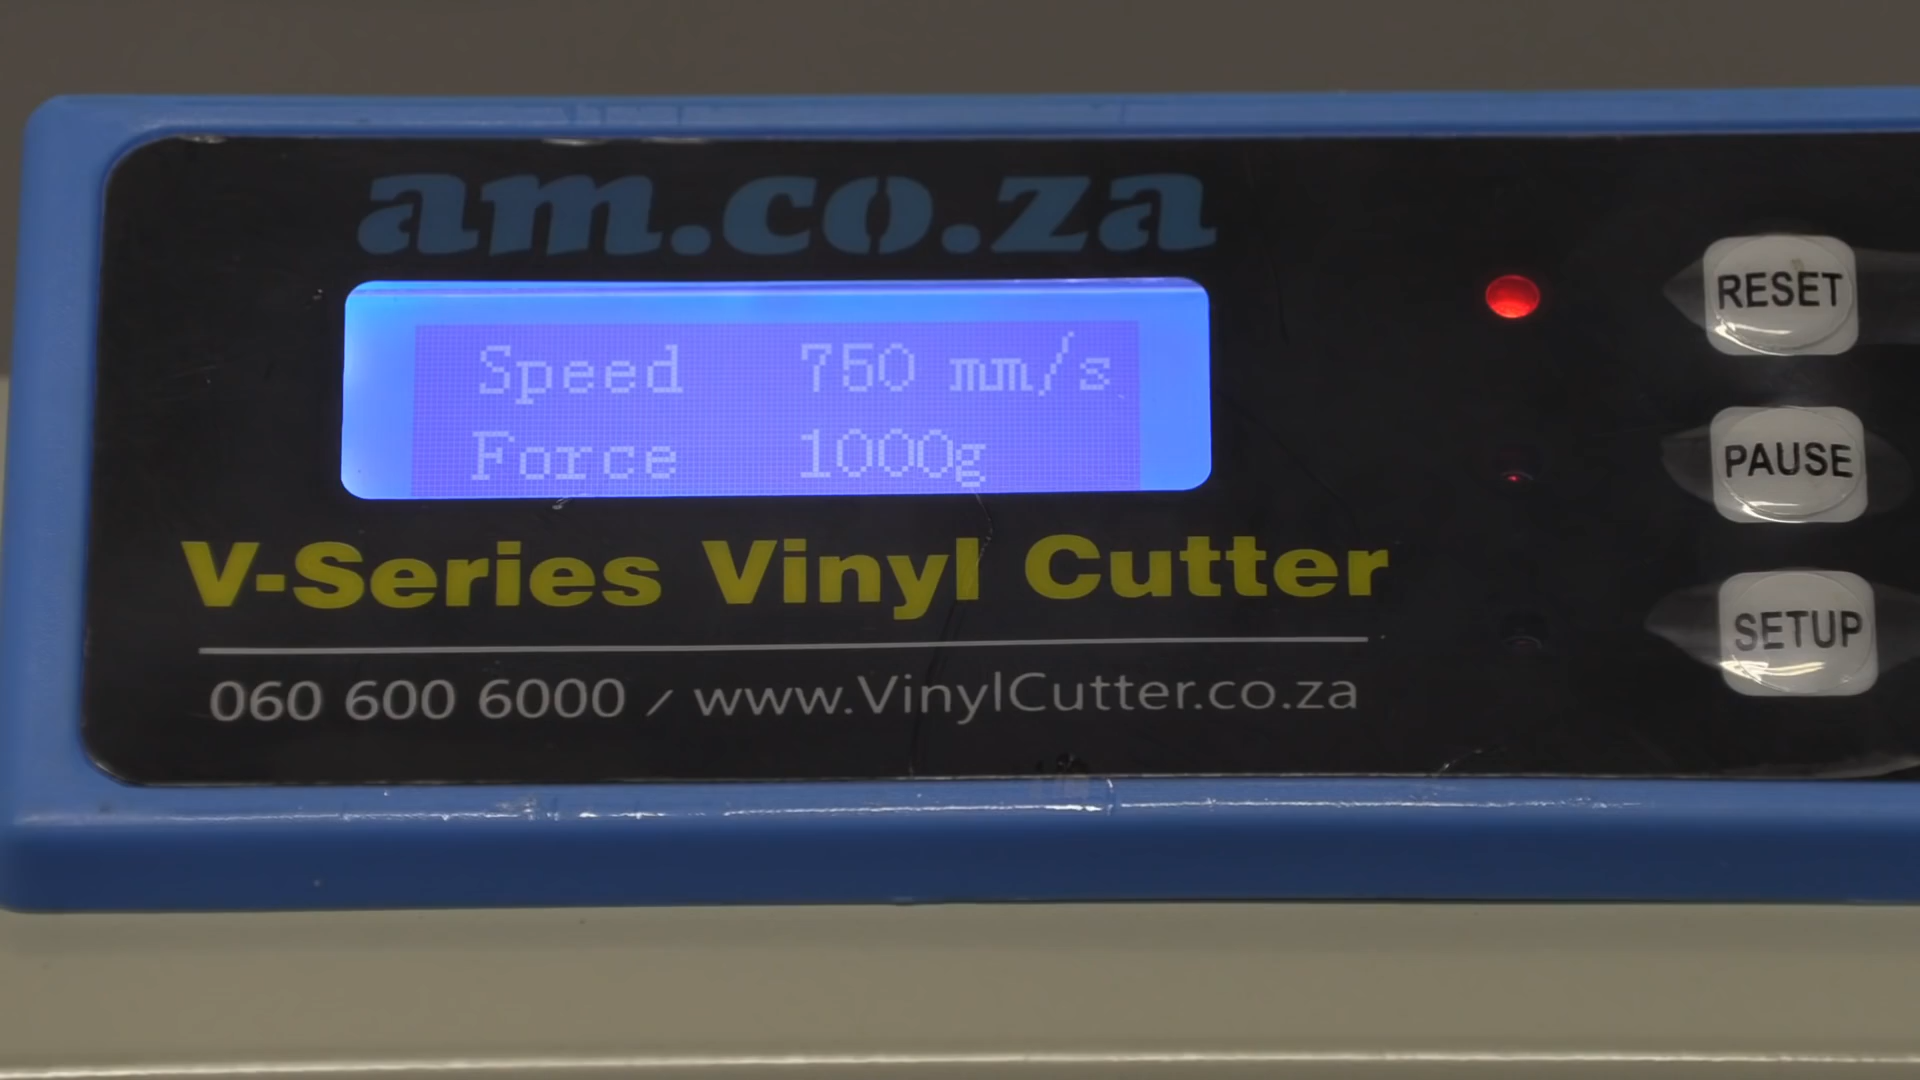 am.co.za
Speed 750 mm/s
Force 1000g
V-Series Vinyl Cutter
060 600 6000 / www.VinylCutter.co.za
RESET
PAUSE
SETUP